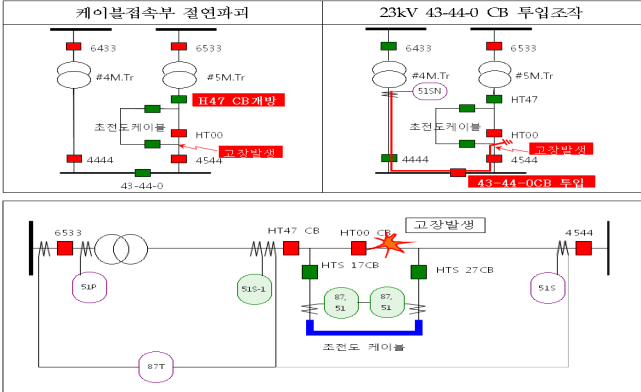 케이블접속부 절연파괴
23kV 43-44-0 CB 투입조작
6433
6533
#4M.Tr
#5M.Tr
H47 CB개방
초전도케이블
HT00
고장발생
4444
4544
43-44-0
6433
6533
#4M.Tr
#5M.Tr
51SN
HT47
초전도케이블
HT00
고장발생
4444
4544
43-44-0CB 투입
6533
HT47 CB
HT00 CB
고장발생
4544
HTS 17CB
HTS 27CB
51P
51S-1
87, 51
87, 51
51S
초전도 케이블
87T